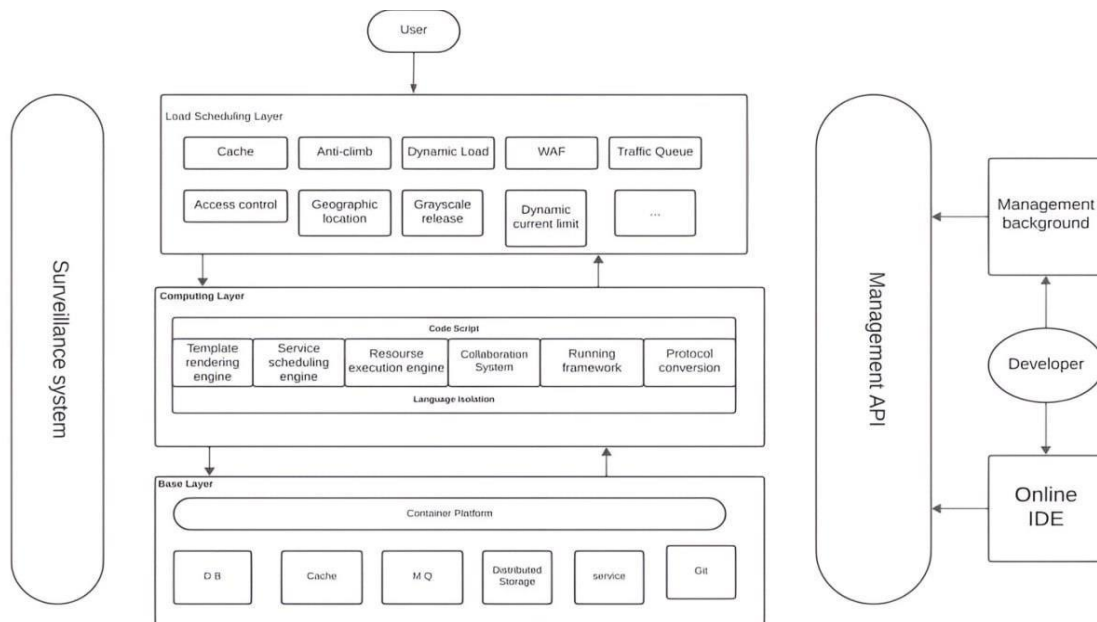 User
Load Scheduling Layer
Cache
Anti-climb
Dynamic Load
WAF
Traffic Queue
Access control
Geographic
location
Grayscale
release
Dynamic
current limit
...
Computing Layer
Code Script
Template
rendering
engine
Service
scheduling
engine
Resourse
execution engine
Collaboration
System
Running
framework
Protocol
conversion
Language Isolation
Base Layer
Container Platform
D B
Cache
M Q
Distributed
Storage
service
Git
Surveillance system
Management API
Management
background
Developer
Online
IDE